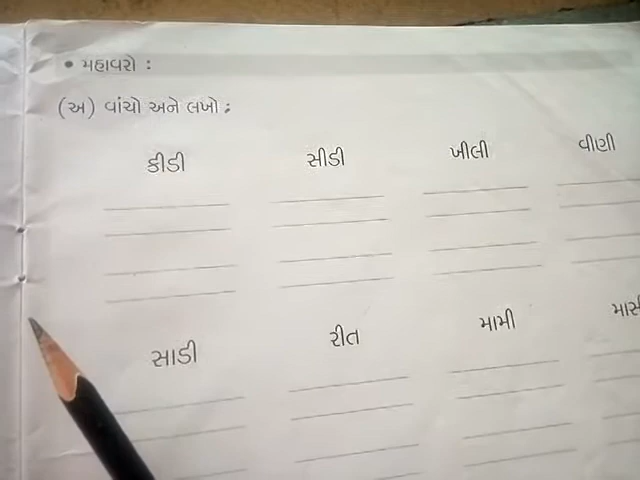 • મહાવરો :
(અ) વાંચો અને લખો :
કીડી સીડી ખીલી વીણી
સાડી રીત મામી